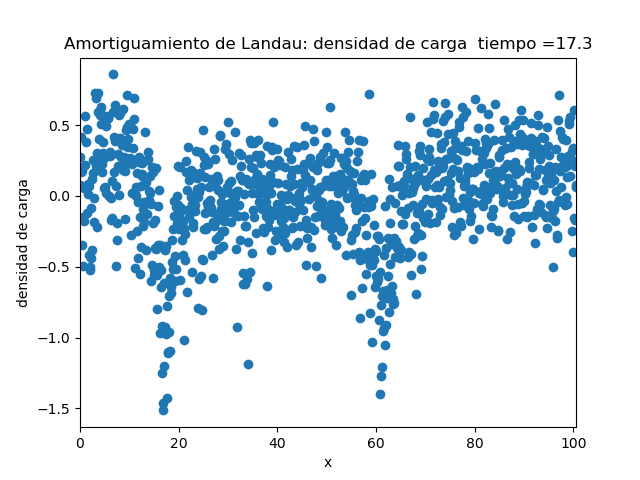 Amortiguamiento de Landau: densidad de carga  tiempo =17.3
densidad de carga
0.5
0.0
−0.5
−1.0
−1.5
0 20 40 60 80 100
x